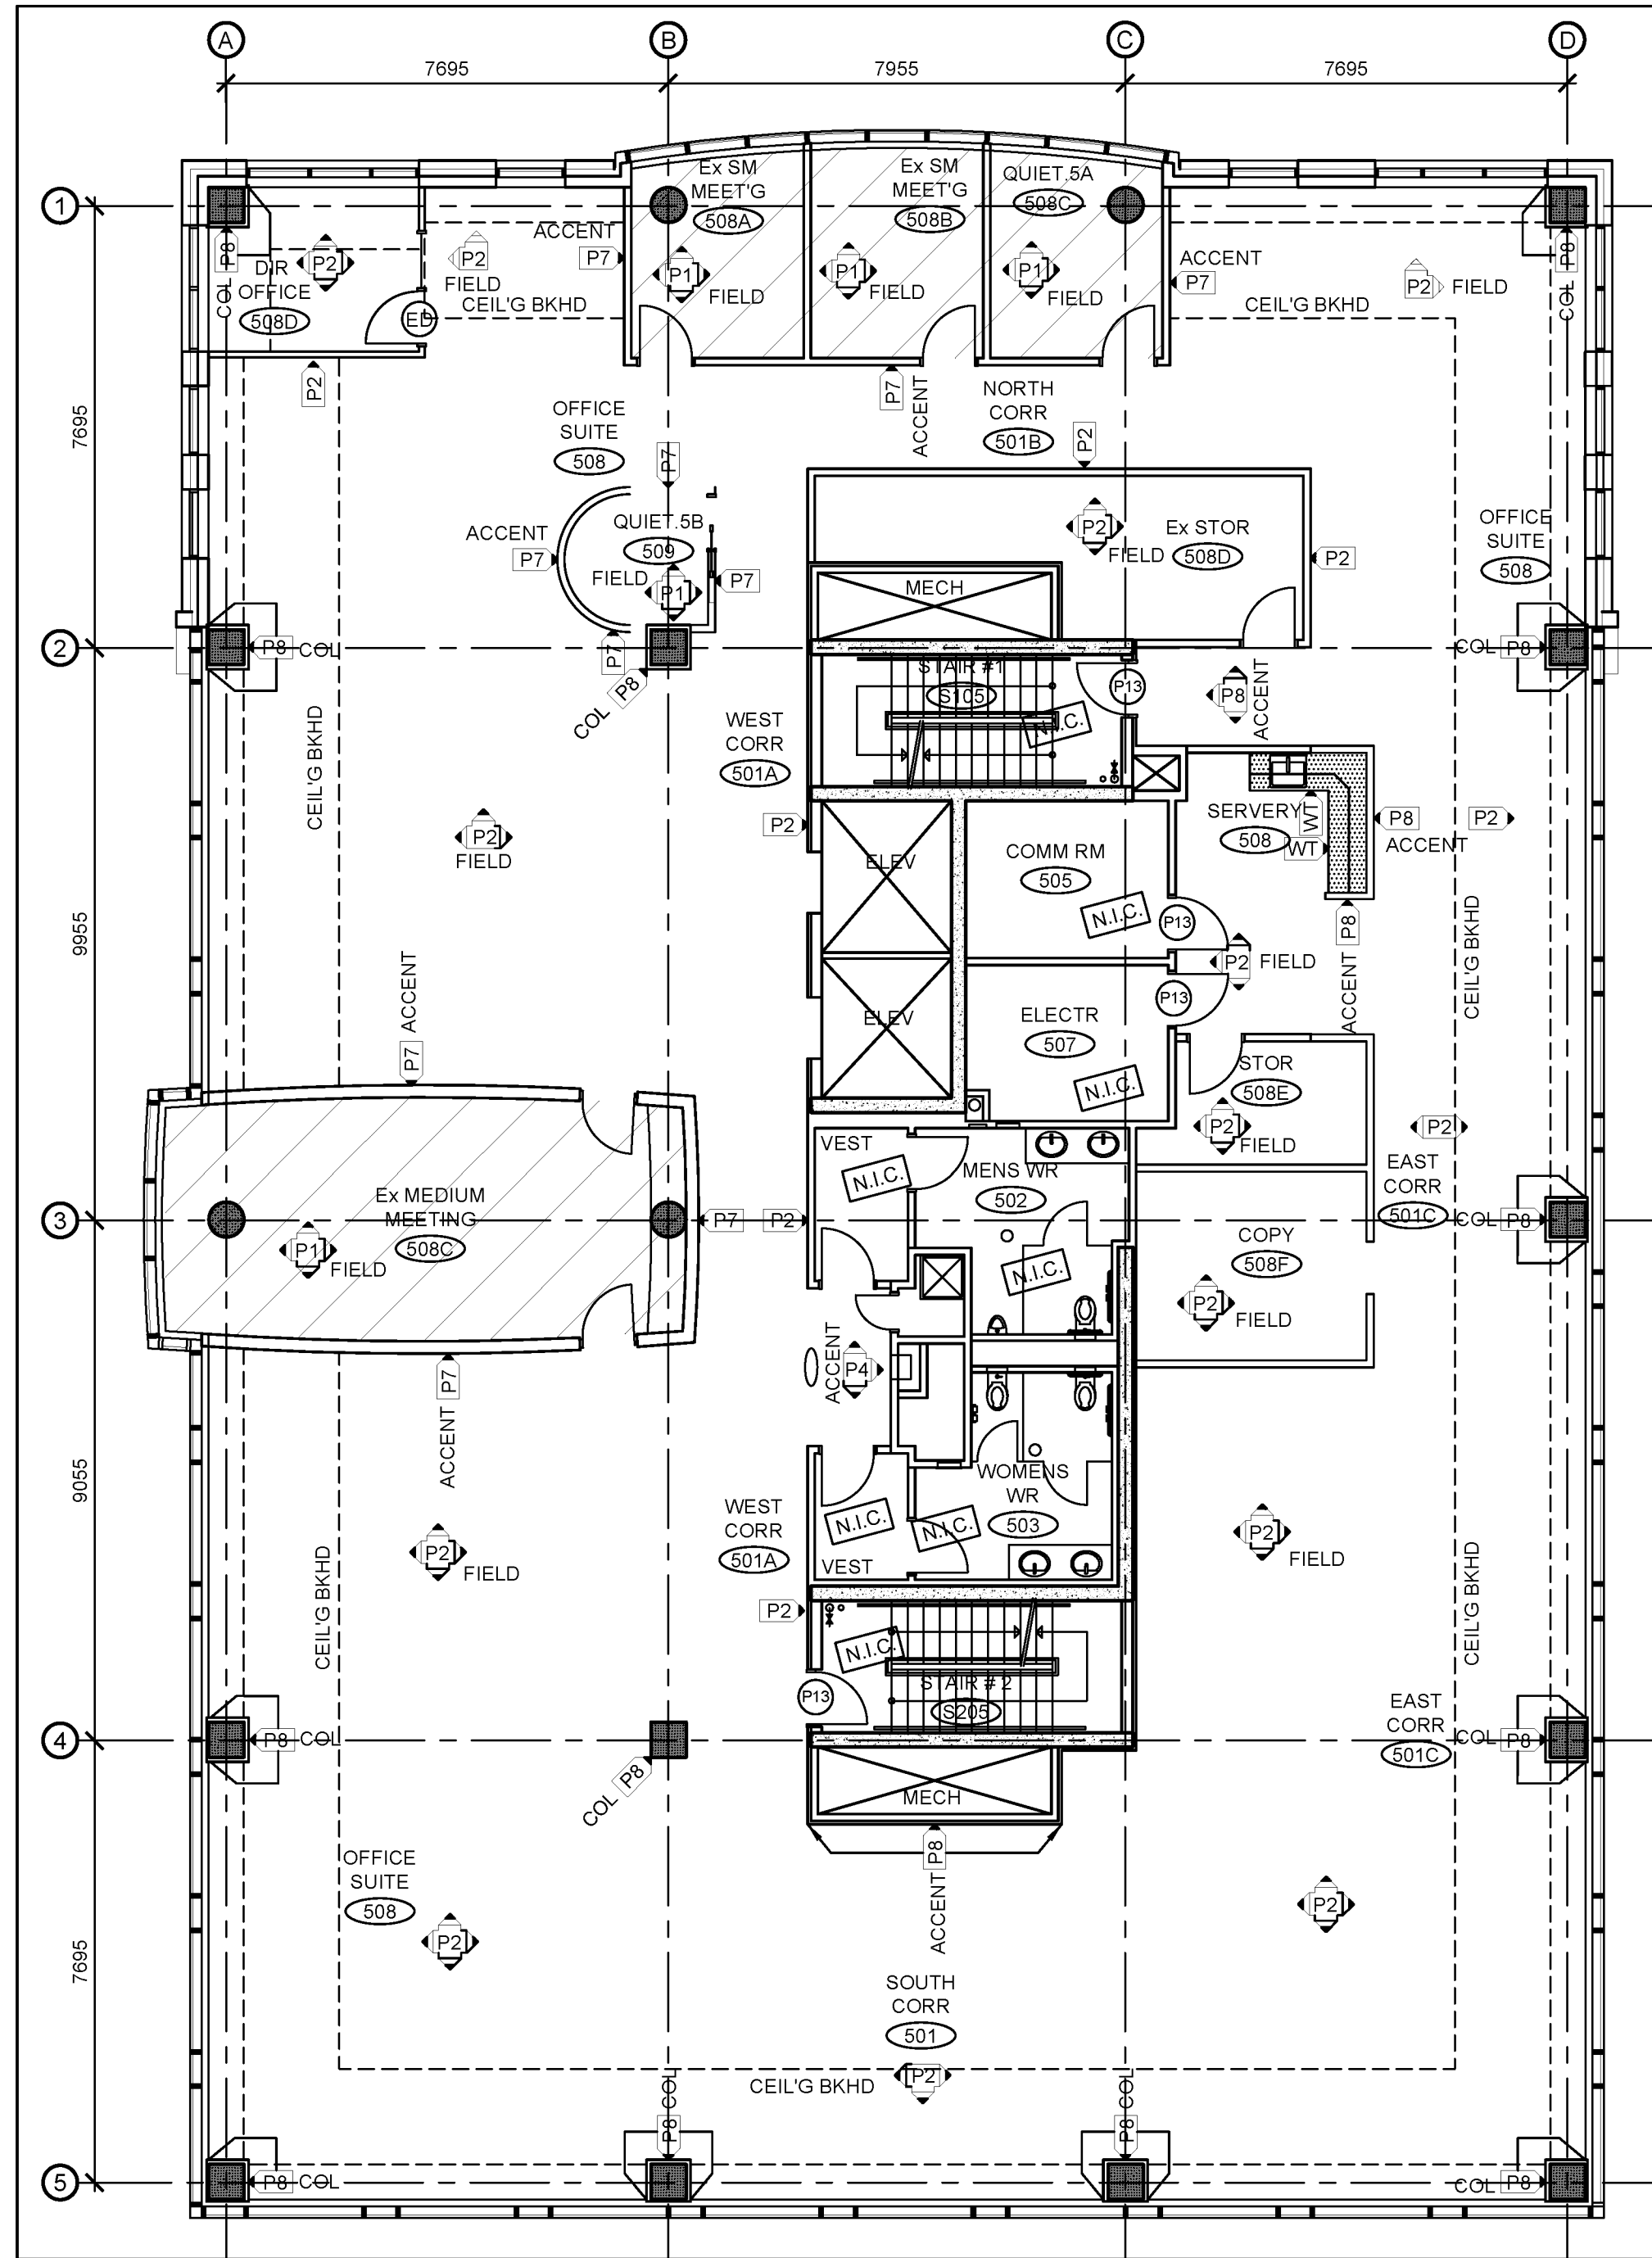 A
B
C
D
7695
7955
7695
1
2
3
4
5
7695
9955
9055
7695
Ex SM
MEET'G
508A
Ex SM
MEET'G
508B
QUIET.5A
508C
P8
COL
P2
DIR
OFFICE
508D
ED
P2
FIELD
CEIL'G BKHD
ACCENT
P7
P1
FIELD
P1
FIELD
P1
FIELD
ACCENT
P7
CEIL'G BKHD
P2
FIELD
P8
COL
P2
OFFICE
SUITE
508
P7
P7
ACCENT
NORTH
CORR
501B
P2
ACCENT
P7
QUIET.5B
509
FIELD
P1
P7
P7
P2
FIELD
Ex STOR
508D
P2
OFFICE
SUITE
508
MECH
P8
COL
COL
P8
STAIR #1
S105
N.I.C.
P13
P8
ACCENT
COL
P8
WEST
CORR
501A
P2
CEIL'G BKHD
P2
FIELD
ELEV
COMM RM
505
N.I.C.
P13
SERVERY
508
WT
WT
P8
ACCENT
P2
P8
ACCENT
P2
FIELD
CEIL'G BKHD
ACCENT
P7
ELEV
ELECTR
507
N.I.C.
P13
STOR
508E
P2
FIELD
P2
VEST
N.I.C.
MENS WR
502
N.I.C.
EAST
CORR
501C
COL
P8
Ex MEDIUM
MEETING
508C
P1
FIELD
P7
P2
COPY
508F
P2
FIELD
P7
ACCENT
ACCENT
P4
WOMENS
WR
503
N.I.C.
N.I.C.
VEST
WEST
CORR
501A
P2
CEIL'G BKHD
P2
FIELD
P2
FIELD
CEIL'G BKHD
N.I.C.
P13
STAIR # 2
S205
P8
COL
COL
P8
EAST
CORR
501C
COL
P8
MECH
P8
ACCENT
OFFICE
SUITE
508
P2
P2
SOUTH
CORR
501
P2
CEIL'G BKHD
P8 COL
P8 COL
P8
COL
COL
P8